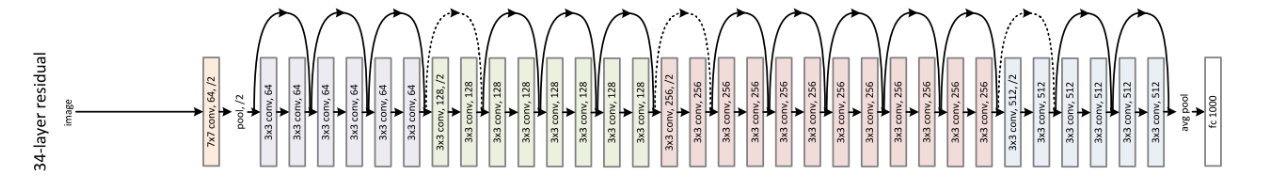 34-layer residual
image
7x7 conv, 64, /2
pool, /2
3x3 conv, 64
3x3 conv, 64
3x3 conv, 64
3x3 conv, 64
3x3 conv, 64
3x3 conv, 64
3x3 conv, 128, /2
3x3 conv, 128
3x3 conv, 128
3x3 conv, 128
3x3 conv, 128
3x3 conv, 128
3x3 conv, 128
3x3 conv, 128
3x3 conv, 256, /2
3x3 conv, 256
3x3 conv, 256
3x3 conv, 256
3x3 conv, 256
3x3 conv, 256
3x3 conv, 256
3x3 conv, 256
3x3 conv, 256
3x3 conv, 256
3x3 conv, 256
3x3 conv, 256
3x3 conv, 512, /2
3x3 conv, 512
3x3 conv, 512
3x3 conv, 512
3x3 conv, 512
3x3 conv, 512
avg pool
fc 1000